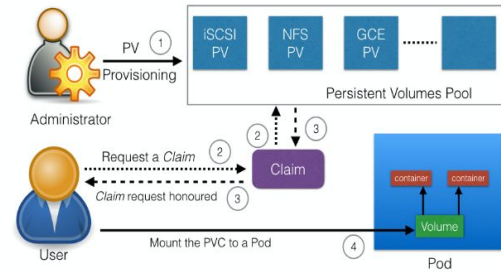 PV
1
Provisioning
Administrator
iSCSI
PV
NFS
PV
GCE
PV
Persistent Volumes Pool
2
3
Request a Claim
2
Claim
3
Claim request honoured
User
Mount the PVC to a Pod
4
container
container
Volume
Pod